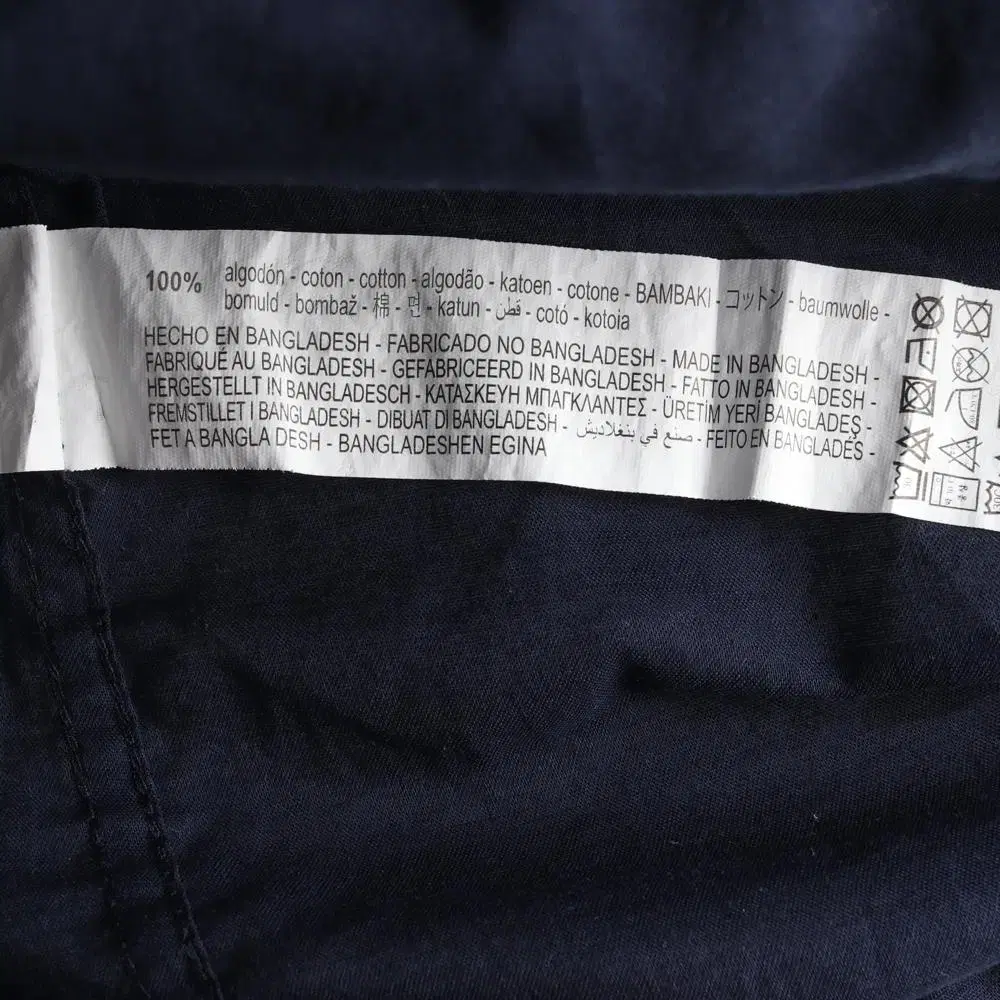 100% algodón - coton - cotton - algodão - katoen - cotone - BAMBAKI - コットン - baumwolle -
bomuld - bombaž - 棉 - 면 - katun - قطن - cotó - kotoia
HECHO EN BANGLADESH - FABRICADO NO BANGLADESH - MADE IN BANGLADESH -
FABRIQUÉ AU BANGLADESH - GEFABRICEERD IN BANGLADESH - FATTO IN BANGLADESH -
HERGESTELLT IN BANGLADESCH - ΚΑΤΑΣΚΕΥΗ ΜΠΑΓΚΛΑΝΤΕΣ - ÜRETİM YERİ BANGLADEŞ -
FREMSTILLET I BANGLADESH - DIBUAT DI BANGLADESH - صنع في بنغلاديش - FEITO EN BANGLADÉS -
FET A BANGLA DESH - BANGLADESHEN EGINA